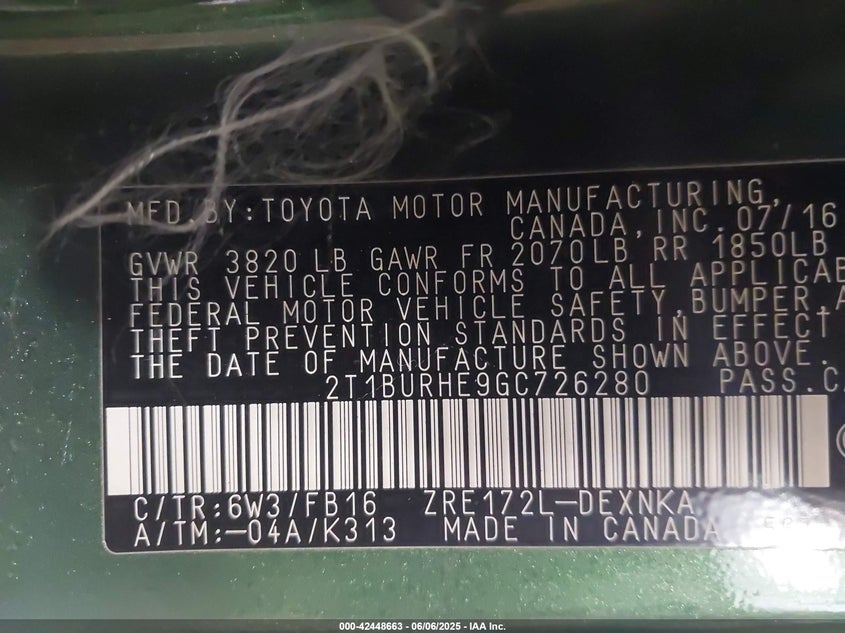 MFD.BY:TOYOTA MOTOR MANUFACTURING,
CANADA,INC.07/16
GVWR 3820 LB GAWR FR 2070LB RR 1850LB
THIS VEHICLE CONFORMS TO ALL APPLICAB
FEDERAL MOTOR VEHICLE SAFETY,BUMPER,A
THEFT PREVENTION STANDARDS IN EFFECT
THE DATE OF MANUFACTURE SHOWN ABOVE.
2T1BURHE9GC726280 PASS.CA
C/TR:6W3/FB16 ZRE172L-DEXNKA
A/TM:-04A/K313 MADE IN CANADA
000-42448663 - 06/06/2025 - IAA Inc.